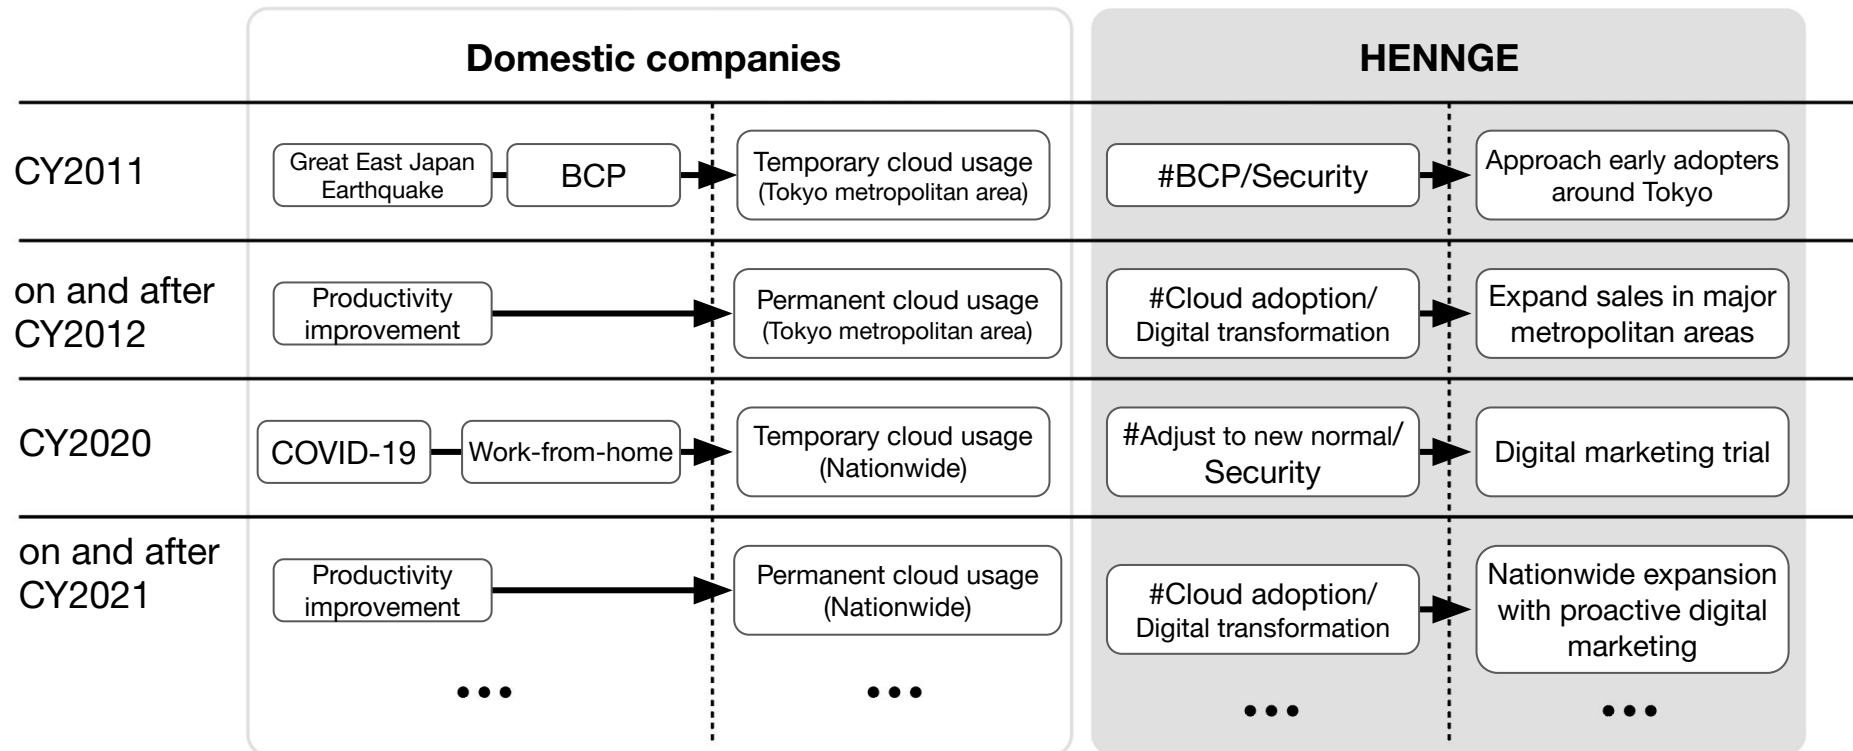 Domestic companies
HENNGE
CY2011
Great East Japan
Earthquake
BCP
Temporary cloud usage
(Tokyo metropolitan area)
#BCP/Security
Approach early adopters
around Tokyo
on and after
CY2012
Productivity
improvement
Permanent cloud usage
(Tokyo metropolitan area)
#Cloud adoption/
Digital transformation
Expand sales in major
metropolitan areas
CY2020
COVID-19
Work-from-home
Temporary cloud usage
(Nationwide)
#Adjust to new normal/
Security
Digital marketing trial
on and after
CY2021
Productivity
improvement
Permanent cloud usage
(Nationwide)
#Cloud adoption/
Digital transformation
Nationwide expansion
with proactive digital
marketing
•••
•••
•••
•••